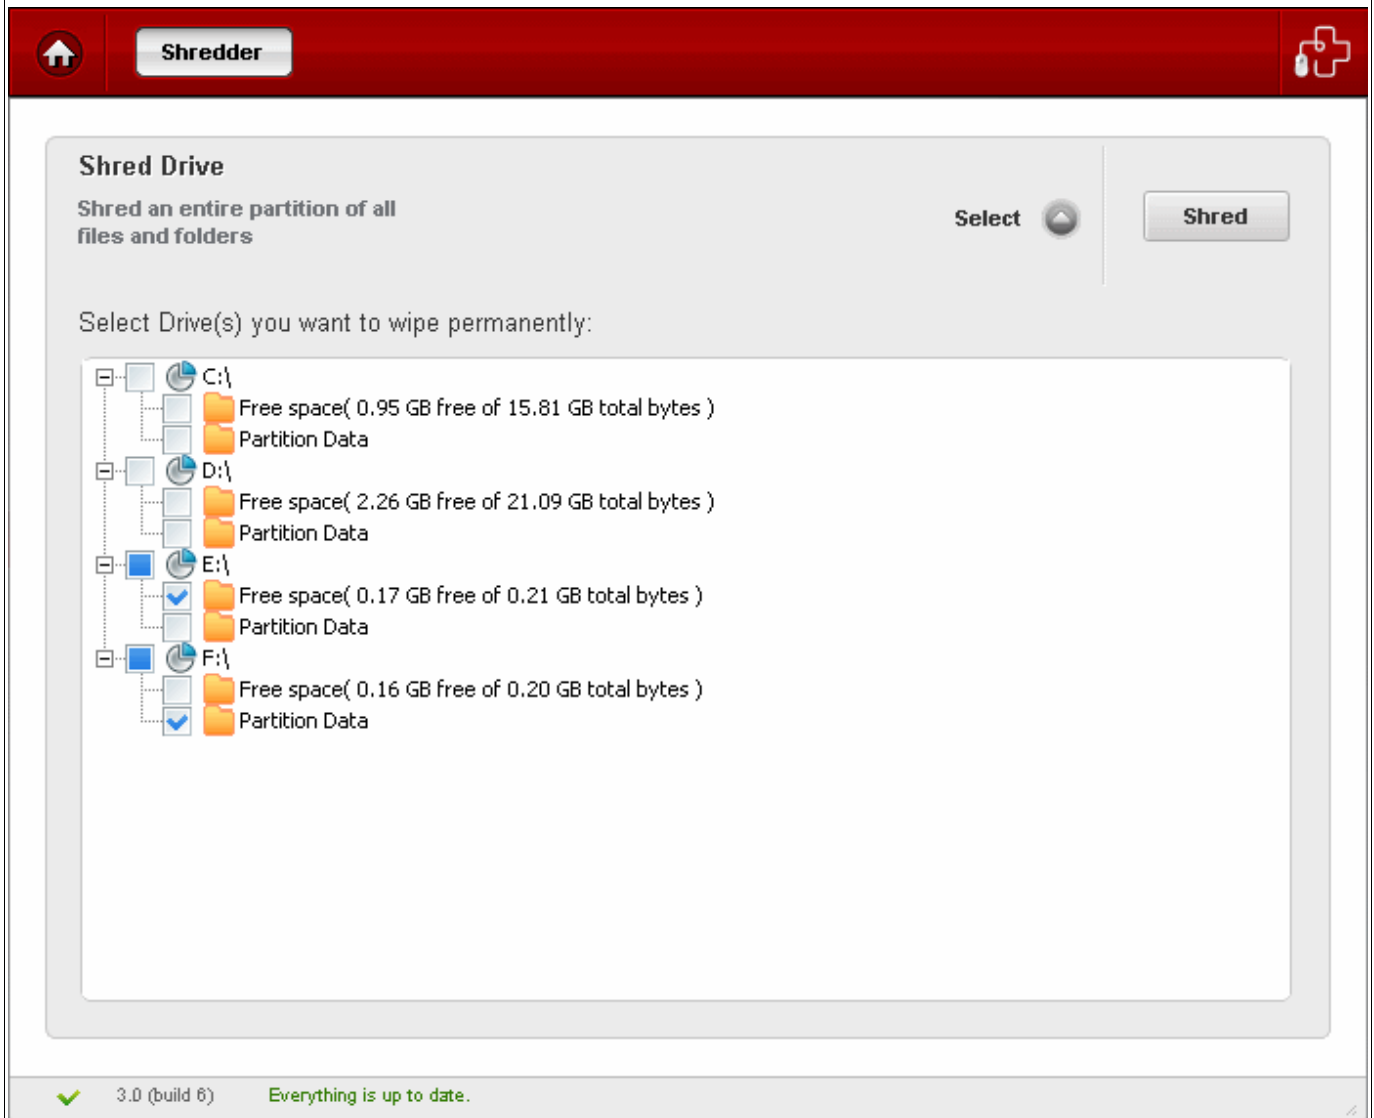 Shredder
Shred Drive
Shred an entire partition of all
files and folders
Select
Shred
Select Drive(s) you want to wipe permanently:
C:\
Free space( 0.95 GB free of 15.81 GB total bytes )
Partition Data
D:\
Free space( 2.26 GB free of 21.09 GB total bytes )
Partition Data
E:\
Free space( 0.17 GB free of 0.21 GB total bytes )
Partition Data
F:\
Free space( 0.16 GB free of 0.20 GB total bytes )
Partition Data
3.0 (build 6) Everything is up to date.